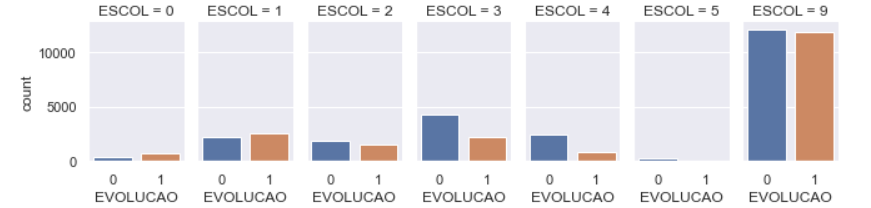 ESCOL = 0 ESCOL = 1 ESCOL = 2 ESCOL = 3 ESCOL = 4 ESCOL = 5 ESCOL = 9
10000
count
5000
0
0 1 0 1 0 1 0 1 0 1 0 1 0 1
EVOLUCAO EVOLUCAO EVOLUCAO EVOLUCAO EVOLUCAO EVOLUCAO EVOLUCAO